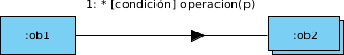 1: * [condición] operacion(p)
:ob1
:ob2